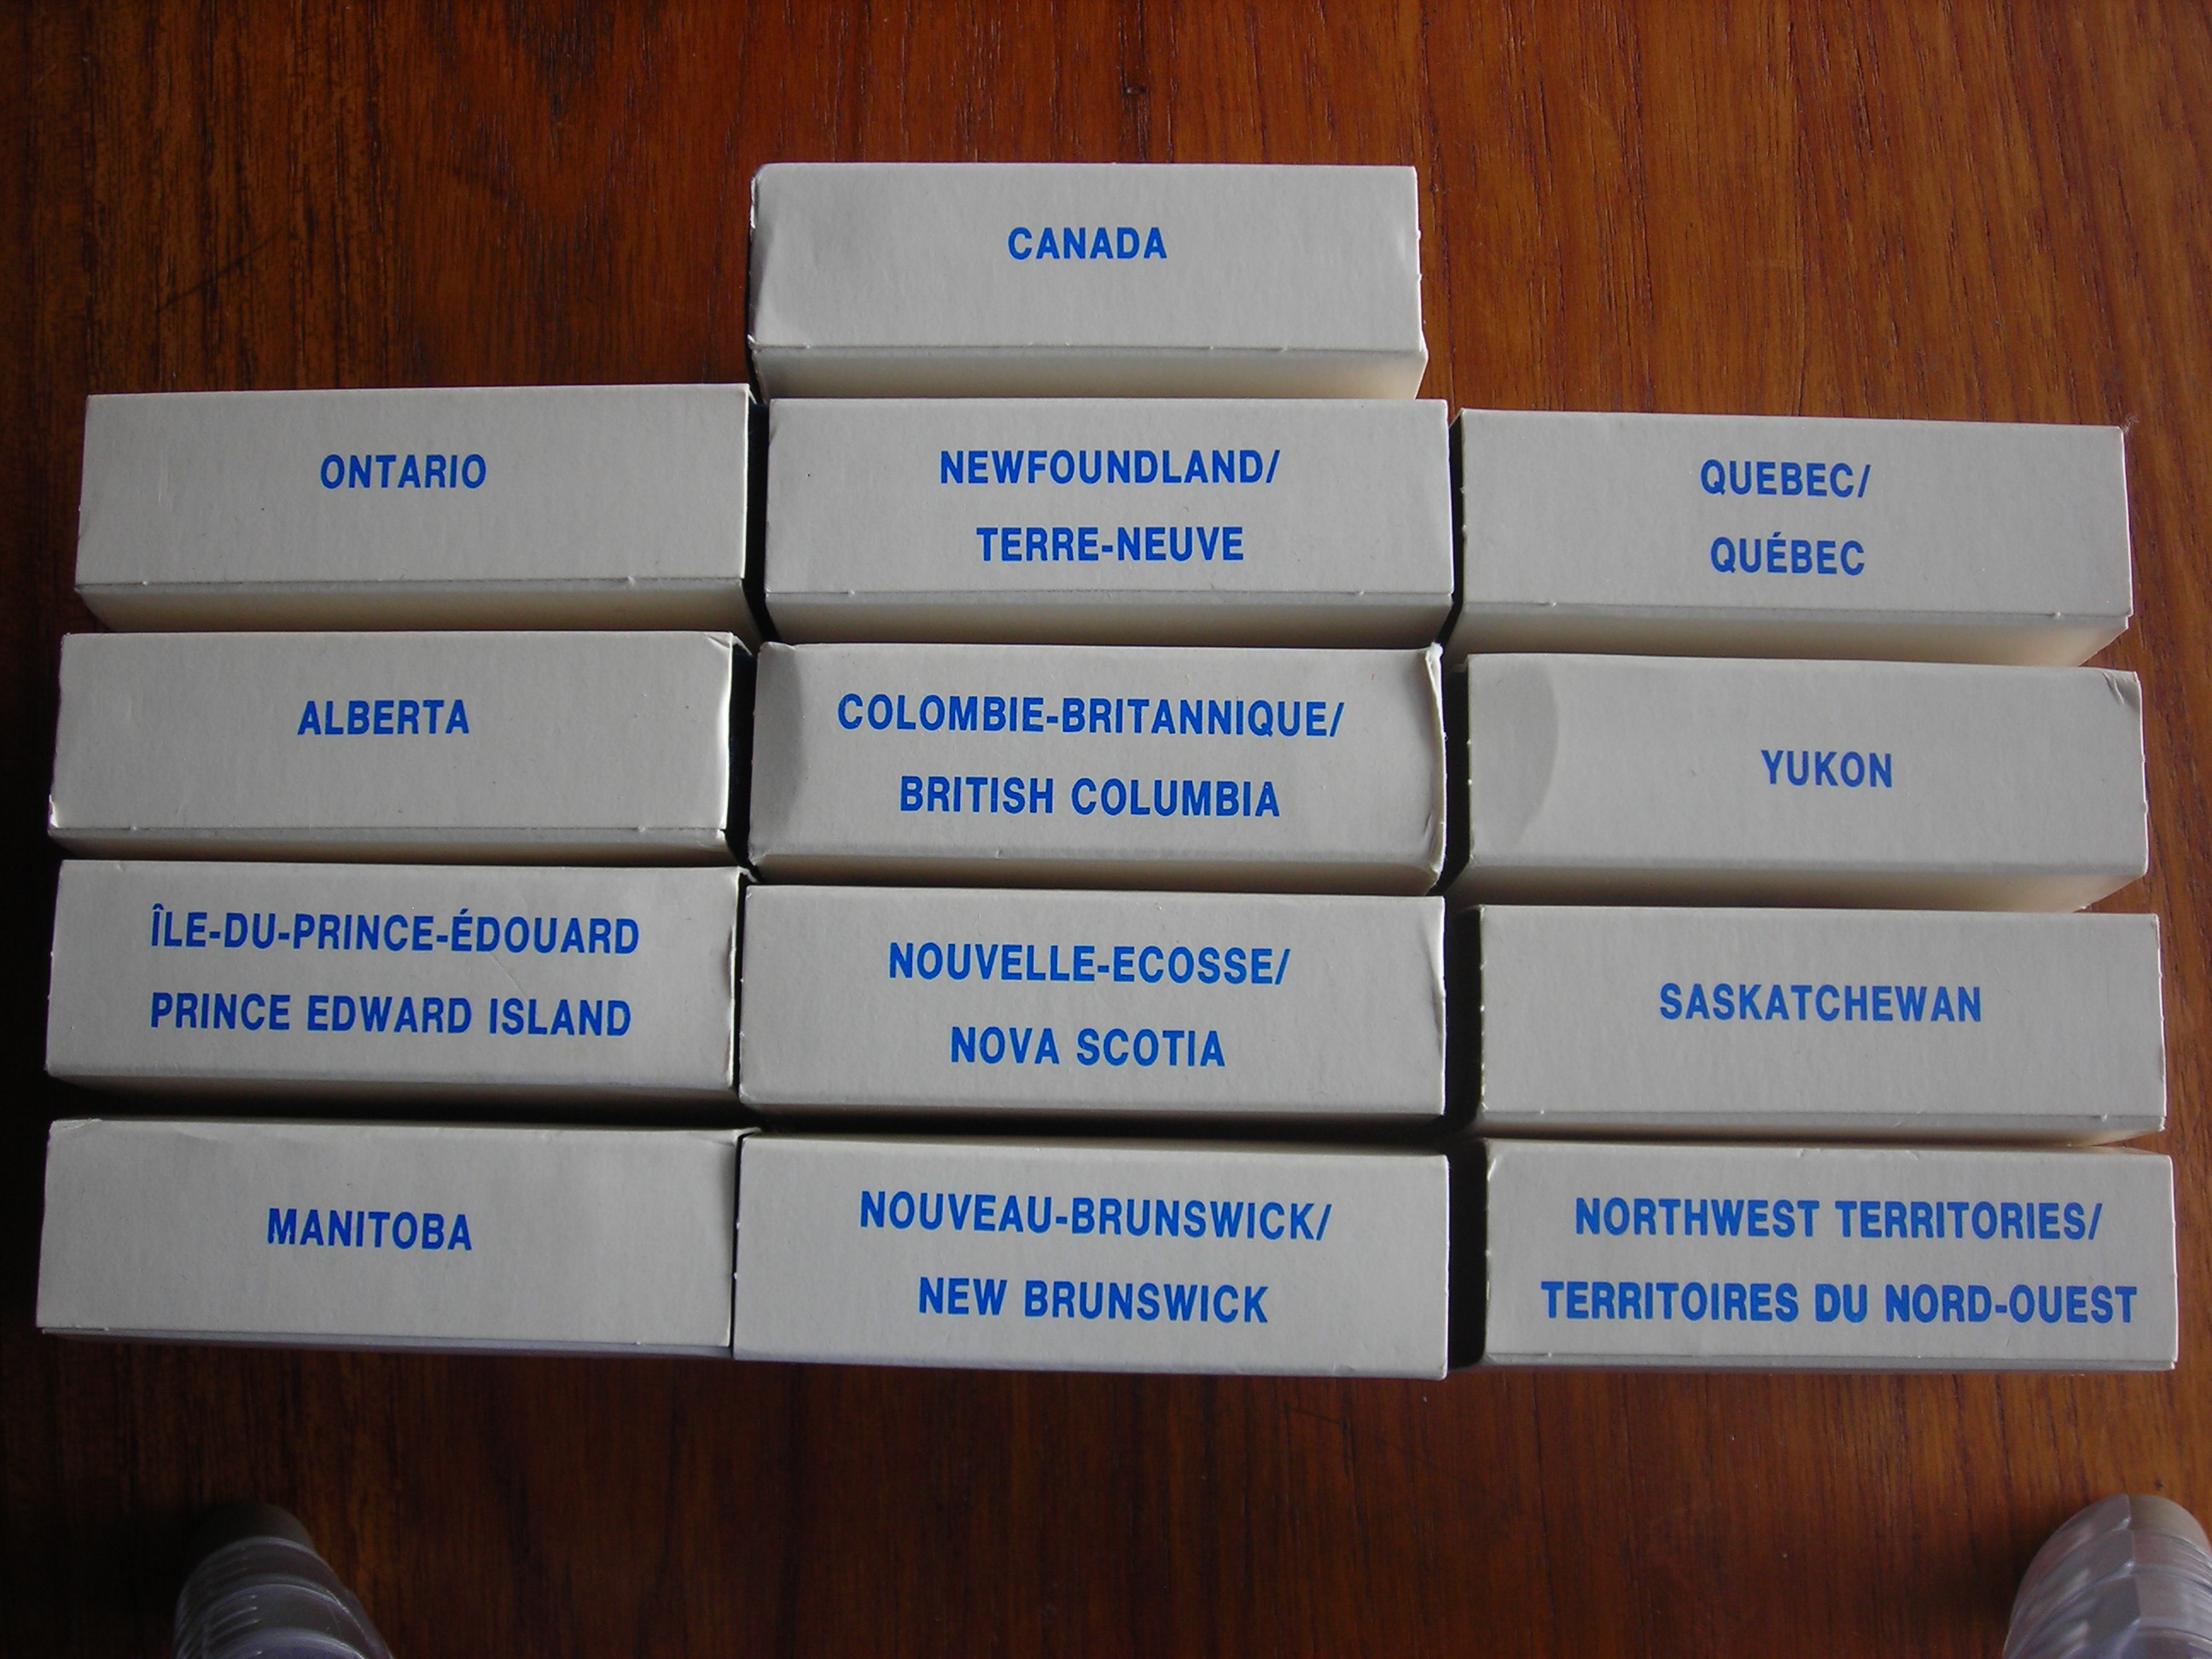 CANADA
ONTARIO
NEWFOUNDLAND/
TERRE-NEUVE
QUEBEC/
QUÉBEC
ALBERTA
COLOMBIE-BRITANNIQUE/
BRITISH COLUMBIA
YUKON
ÎLE-DU-PRINCE-ÉDOUARD
PRINCE EDWARD ISLAND
NOUVELLE-ECOSSE/
NOVA SCOTIA
SASKATCHEWAN
MANITOBA
NOUVEAU-BRUNSWICK/
NEW BRUNSWICK
NORTHWEST TERRITORIES/
TERRITOIRES DU NORD-OUEST